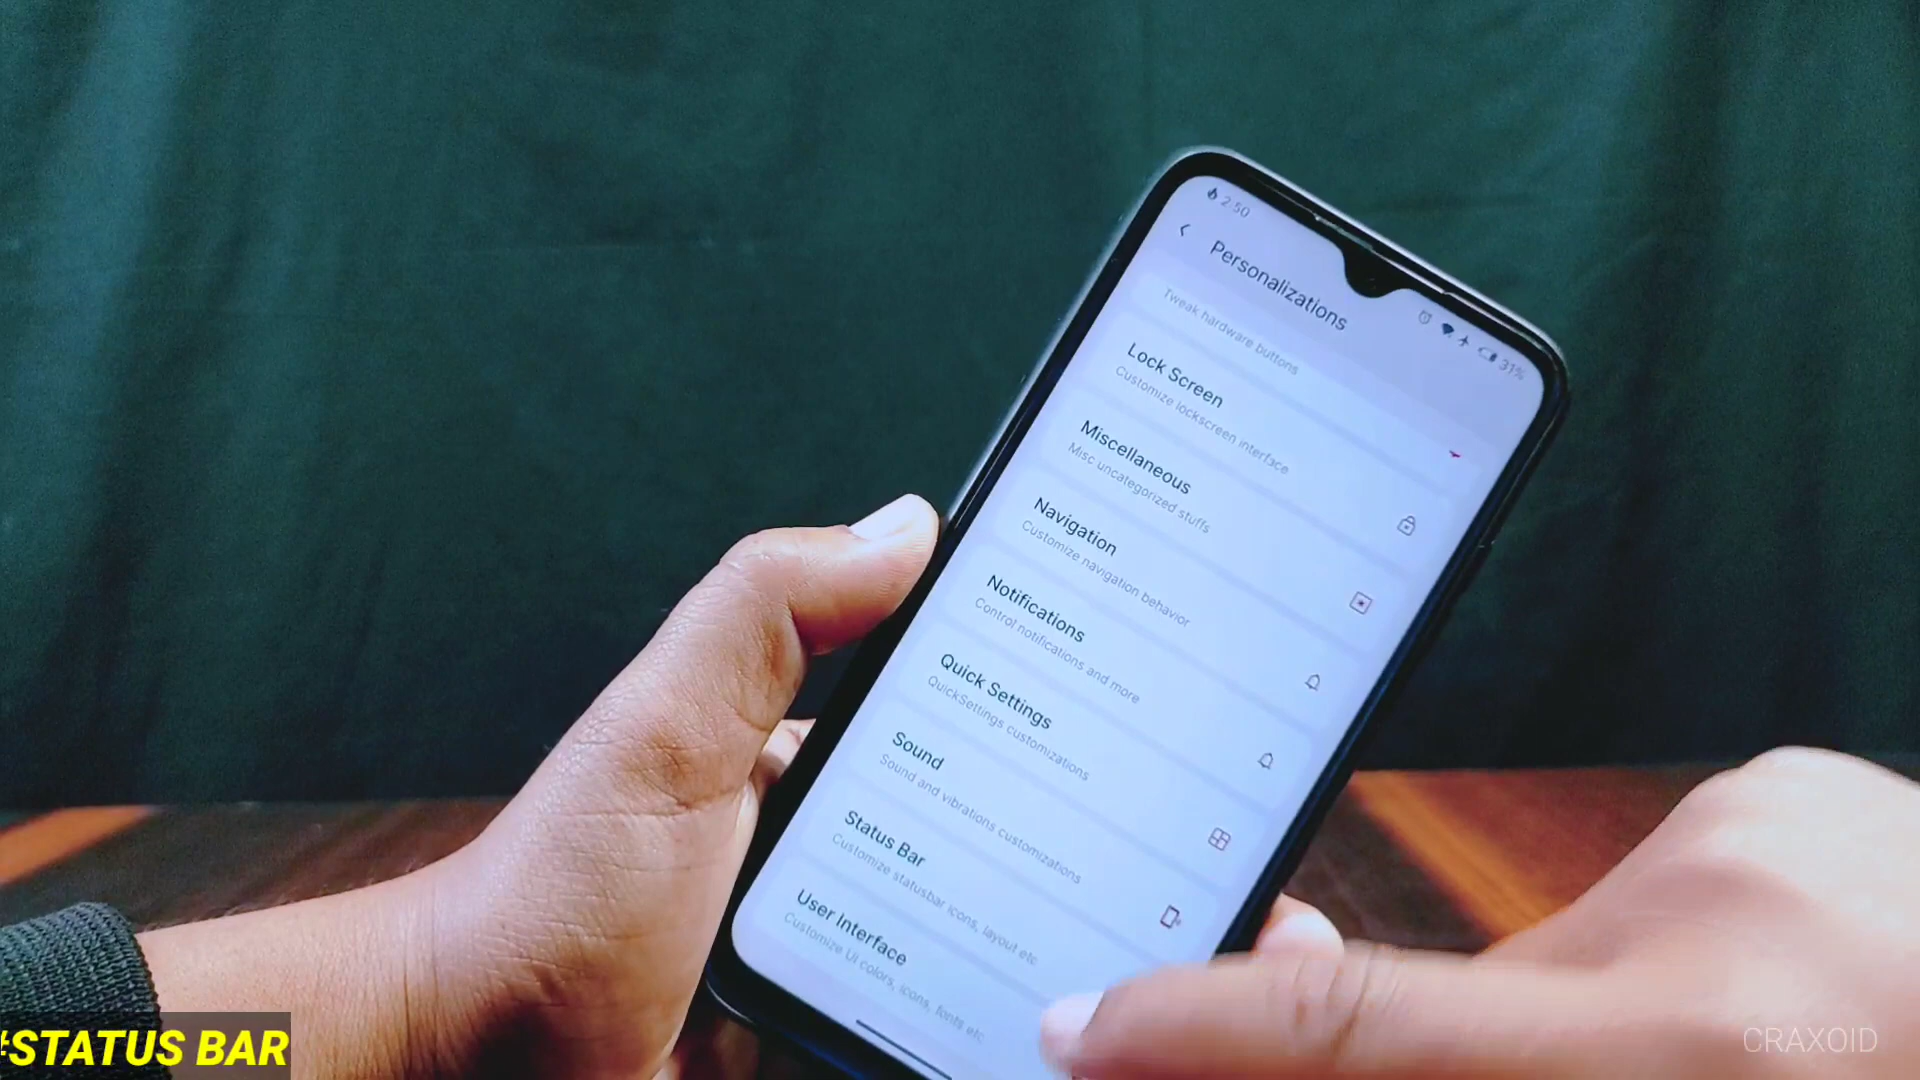 2:50
31%
Personalizations
Tweak hardware buttons
Lock Screen
Customize lockscreen interface
Miscellaneous
Misc uncategorized stuffs
Navigation
Customize navigation behavior
Notifications
Control notifications and more
Quick Settings
QuickSettings customizations
Sound
Sound and vibrations customizations
Status Bar
Customize statusbar icons, layout etc
User Interface
Customize UI colors, icons, fonts etc
#STATUS BAR
CRAXOID